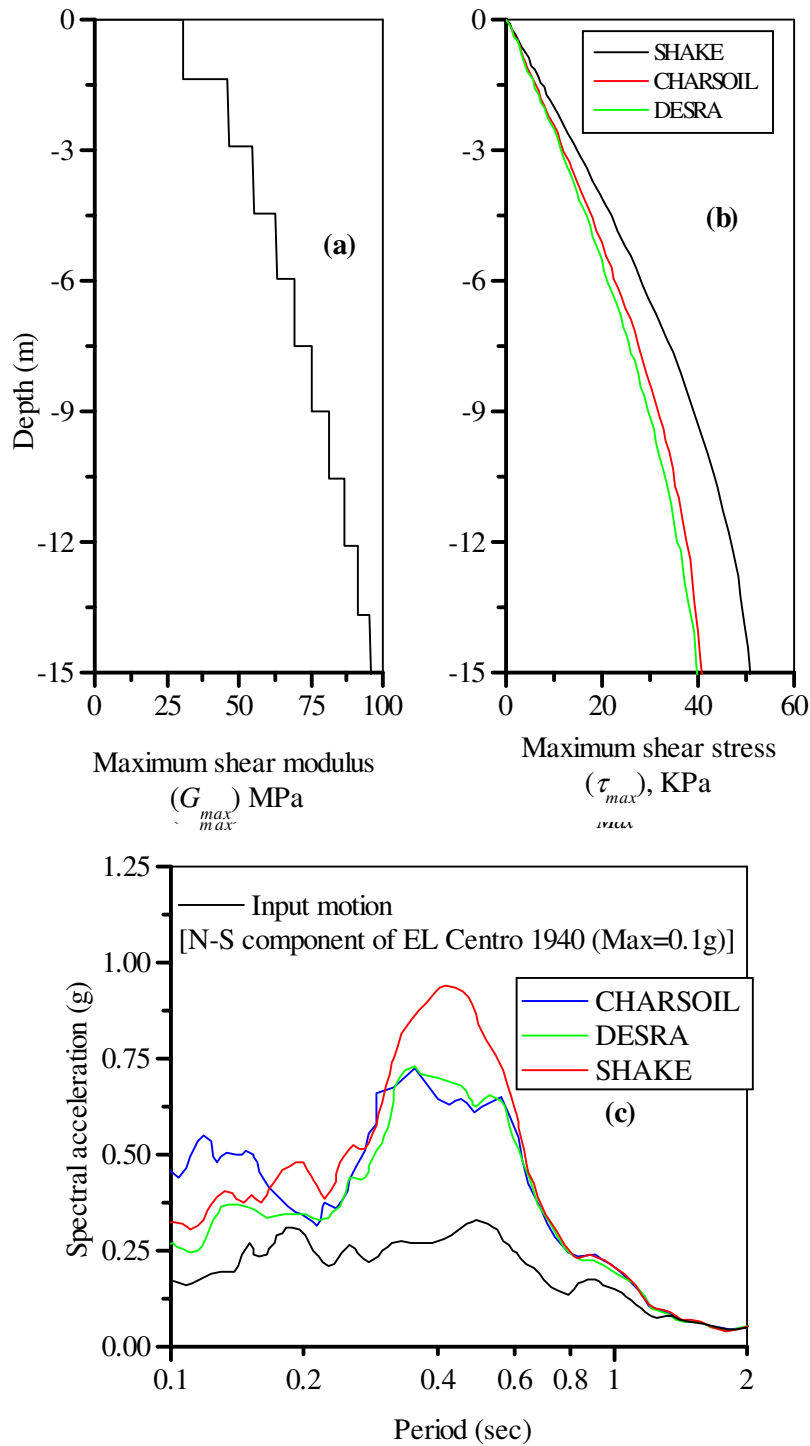 0
-3
-6
-9
-12
-15
Depth (m)
(a)
0 25 50 75 100
Maximum shear modulus
(G_max) MPa
max
SHAKE
CHARSOIL
DESRA
(b)
0
-3
-6
-9
-12
-15
0 20 40 60
Maximum shear stress
(τ_max), KPa
Max
1.25
1.00
0.75
0.50
0.25
0.00
Spectral acceleration (g)
Input motion
[N-S component of EL Centro 1940 (Max=0.1g)]
CHARSOIL
DESRA
SHAKE
(c)
0.1 0.2 0.4 0.6 0.8 1 2
Period (sec)